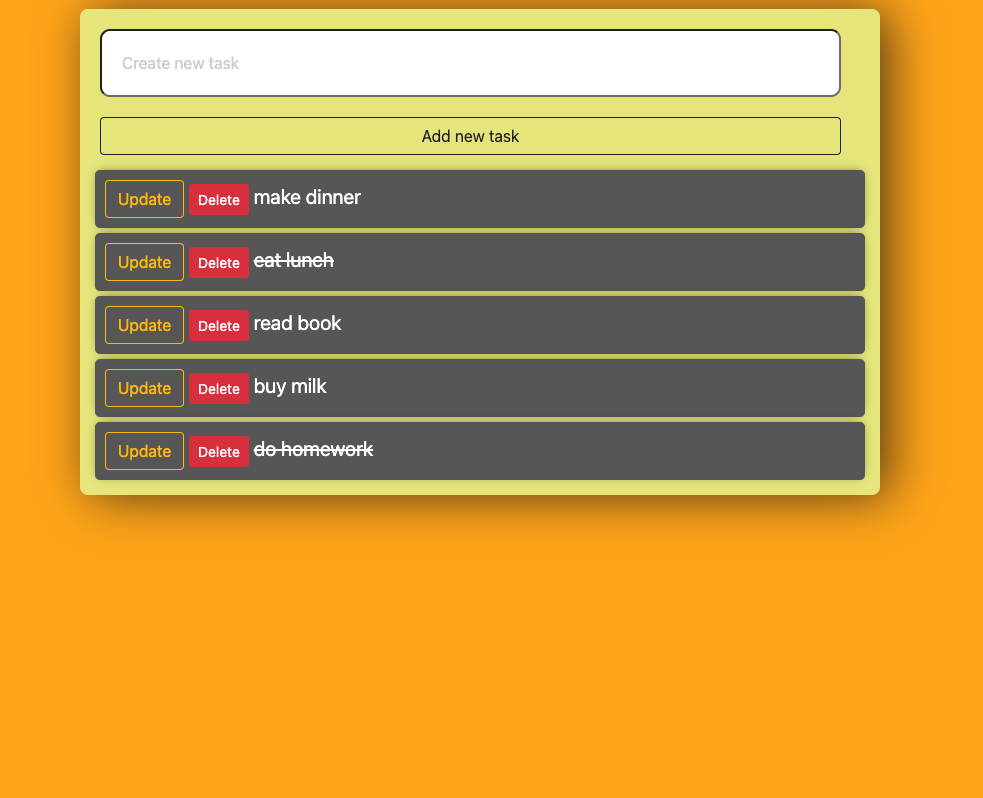 Create new task
Add new task
Update Delete make dinner
Update Delete eat lunch
Update Delete read book
Update Delete buy milk
Update Delete do homework